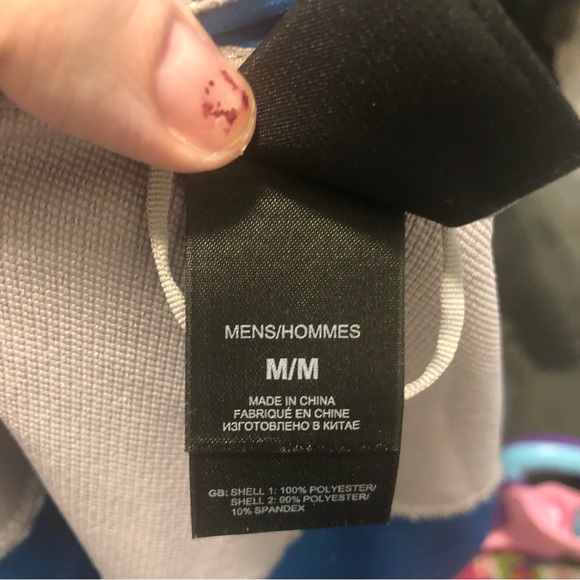 MENS/HOMMES
M/M
MADE IN CHINA
FABRIQUÉ EN CHINE
ИЗГОТОВЛЕНО В КИТАЕ
GB: SHELL 1: 100% POLYESTER/
SHELL 2: 90% POLYESTER/
10% SPANDEX